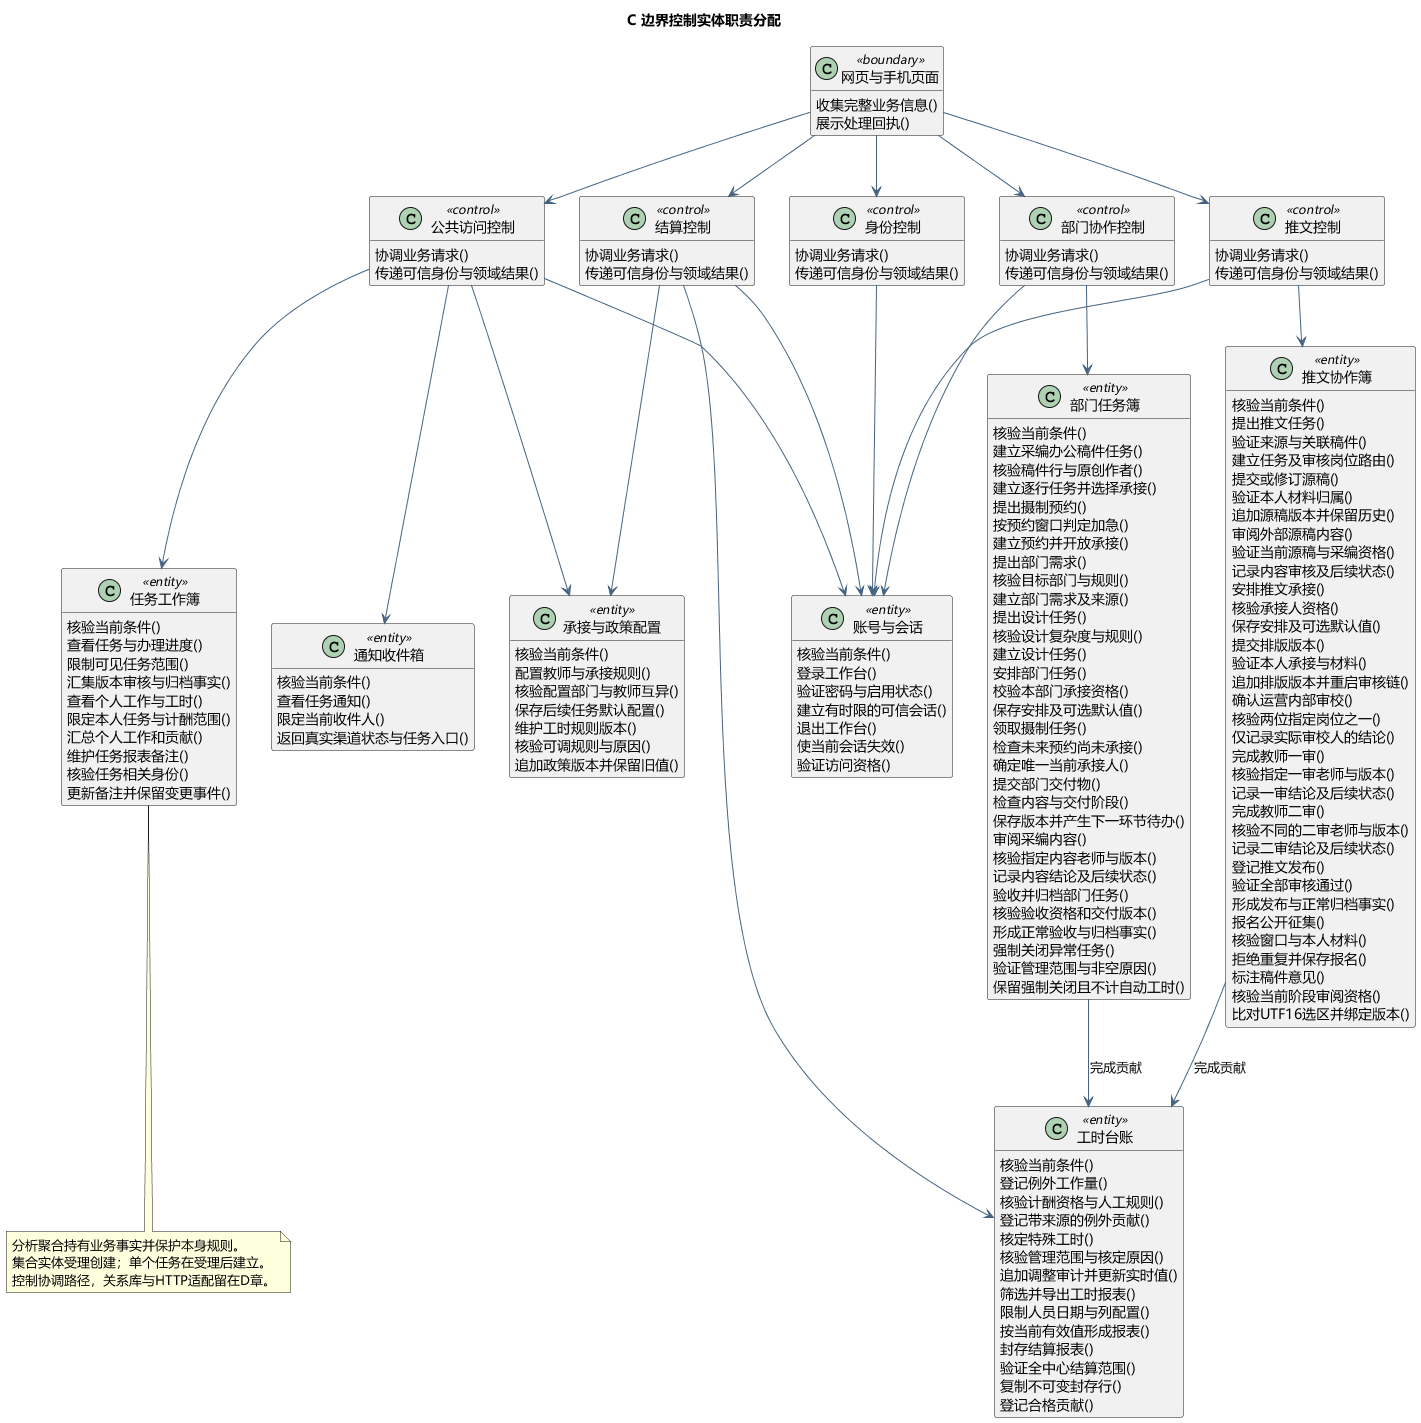 C 边界控制实体职责分配
C
«boundary»
网页与手机页面
收集完整业务信息()
展示处理回执()
C
«control»
公共访问控制
协调业务请求()
传递可信身份与领域结果()
C
«control»
结算控制
协调业务请求()
传递可信身份与领域结果()
C
«control»
身份控制
协调业务请求()
传递可信身份与领域结果()
C
«control»
部门协作控制
协调业务请求()
传递可信身份与领域结果()
C
«control»
推文控制
协调业务请求()
传递可信身份与领域结果()
C
«entity»
任务工作簿
核验当前条件()
查看任务与办理进度()
限制可见任务范围()
汇集版本审核与归档事实()
查看个人工作与工时()
限定本人任务与计酬范围()
汇总个人工作和贡献()
维护任务报表备注()
核验任务相关身份()
更新备注并保留变更事件()
C
«entity»
通知收件箱
核验当前条件()
查看任务通知()
限定当前收件人()
返回真实渠道状态与任务入口()
C
«entity»
承接与政策配置
核验当前条件()
配置教师与承接规则()
核验配置部门与教师互异()
保存后续任务默认配置()
维护工时规则版本()
核验可调规则与原因()
追加政策版本并保留旧值()
C
«entity»
账号与会话
核验当前条件()
登录工作台()
验证密码与启用状态()
建立有时限的可信会话()
退出工作台()
使当前会话失效()
验证访问资格()
C
«entity»
部门任务簿
核验当前条件()
建立采编办公稿件任务()
核验稿件行与原创作者()
建立逐行任务并选择承接()
提出摄制预约()
按预约窗口判定加急()
建立预约并开放承接()
提出部门需求()
核验目标部门与规则()
建立部门需求及来源()
提出设计任务()
核验设计复杂度与规则()
建立设计任务()
安排部门任务()
校验本部门承接资格()
保存安排及可选默认值()
领取摄制任务()
检查未来预约尚未承接()
确定唯一当前承接人()
提交部门交付物()
检查内容与交付阶段()
保存版本并产生下一环节待办()
审阅采编内容()
核验指定内容老师与版本()
记录内容结论及后续状态()
验收并归档部门任务()
核验验收资格和交付版本()
形成正常验收与归档事实()
强制关闭异常任务()
验证管理范围与非空原因()
保留强制关闭且不计自动工时()
C
«entity»
推文协作簿
核验当前条件()
提出推文任务()
验证来源与关联稿件()
建立任务及审核岗位路由()
提交或修订源稿()
验证本人材料归属()
追加源稿版本并保留历史()
审阅外部源稿内容()
验证当前源稿与采编资格()
记录内容审核及后续状态()
安排推文承接()
核验承接人资格()
保存安排及可选默认值()
提交排版版本()
验证本人承接与材料()
追加排版版本并重启审核链()
确认运营内部审校()
核验两位指定岗位之一()
仅记录实际审校人的结论()
完成教师一审()
核验指定一审老师与版本()
记录一审结论及后续状态()
完成教师二审()
核验不同的二审老师与版本()
记录二审结论及后续状态()
登记推文发布()
验证全部审核通过()
形成发布与正常归档事实()
报名公开征集()
核验窗口与本人材料()
拒绝重复并保存报名()
标注稿件意见()
核验当前阶段审阅资格()
比对UTF16选区并绑定版本()
完成贡献
完成贡献
C
«entity»
工时台账
核验当前条件()
登记例外工作量()
核验计酬资格与人工规则()
登记带来源的例外贡献()
核定特殊工时()
核验管理范围与核定原因()
追加调整审计并更新实时值()
筛选并导出工时报表()
限制人员日期与列配置()
按当前有效值形成报表()
封存结算报表()
验证全中心结算范围()
复制不可变封存行()
登记合格贡献()
分析聚合持有业务事实并保护本身规则。
集合实体受理创建；单个任务在受理后建立。
控制协调路径，关系库与HTTP适配留在D章。